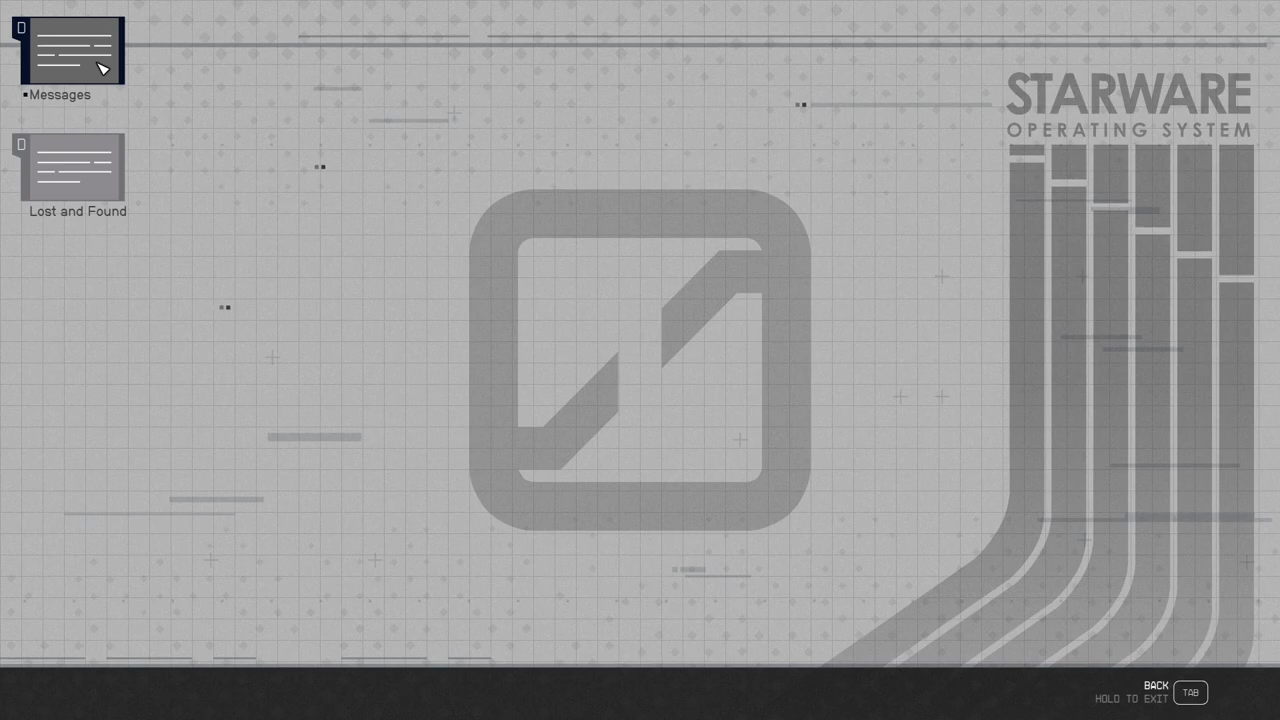 D
Messages
D
Lost and Found
STARWARE
OPERATING SYSTEM
BACK
HOLD TO EXIT
TAB